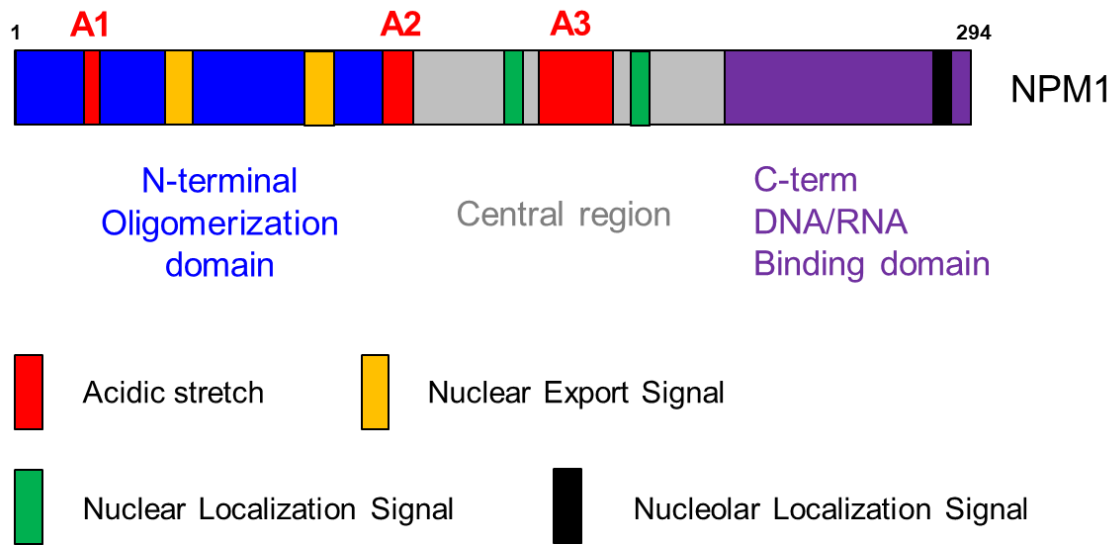 A1 A2 A3
1 294
NPM1
N-terminal
Oligomerization
domain
Central region
C-term
DNA/RNA
Binding domain
Acidic stretch
Nuclear Export Signal
Nuclear Localization Signal
Nucleolar Localization Signal